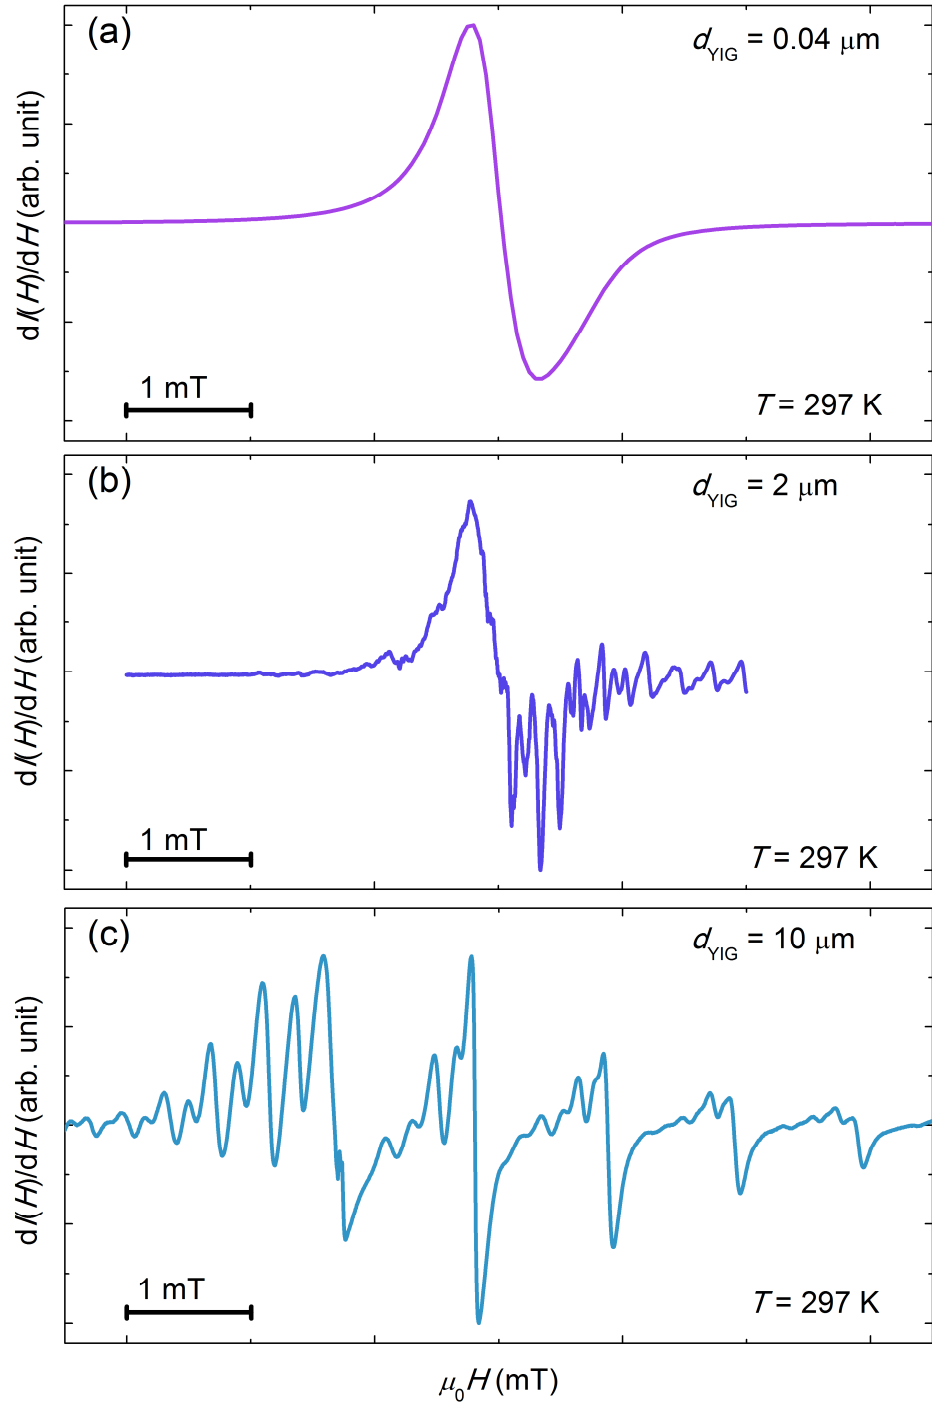 (a)
d_YIG = 0.04 μm
dI(H)/dH (arb. unit)
1 mT
T = 297 K
(b)
d_YIG = 2 μm
dI(H)/dH (arb. unit)
1 mT
T = 297 K
(c)
d_YIG = 10 μm
dI(H)/dH (arb. unit)
1 mT
T = 297 K
μ₀H (mT)